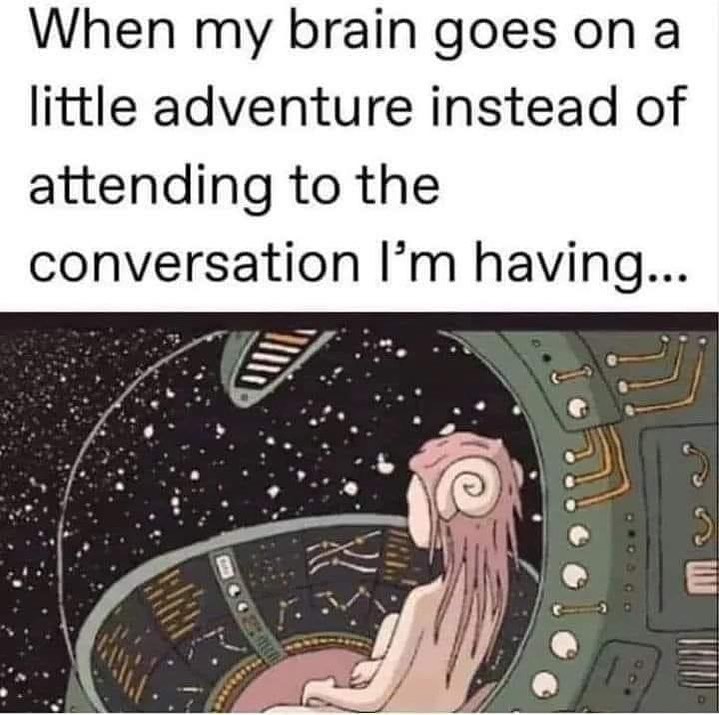 When my brain goes on a
little adventure instead of
attending to the
conversation I'm having...